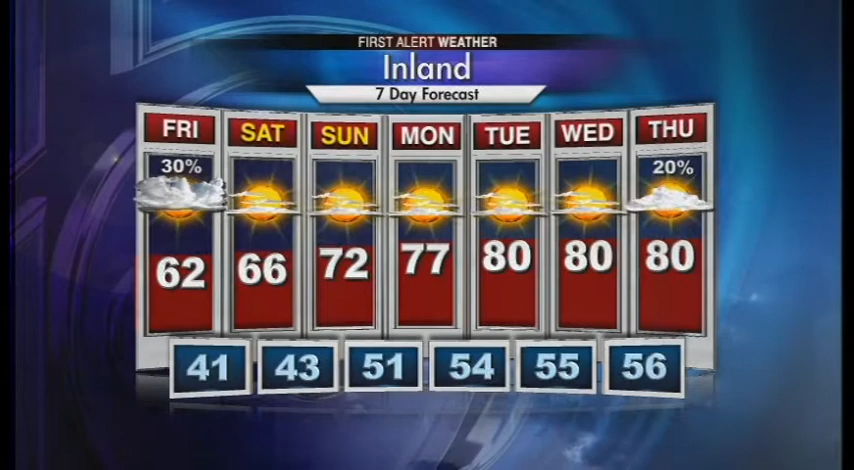 FIRST ALERT WEATHER
Inland
7 Day Forecast
FRI SAT SUN MON TUE WED THU
30% 20%
62 66 72 77 80 80 80
41 43 51 54 55 56